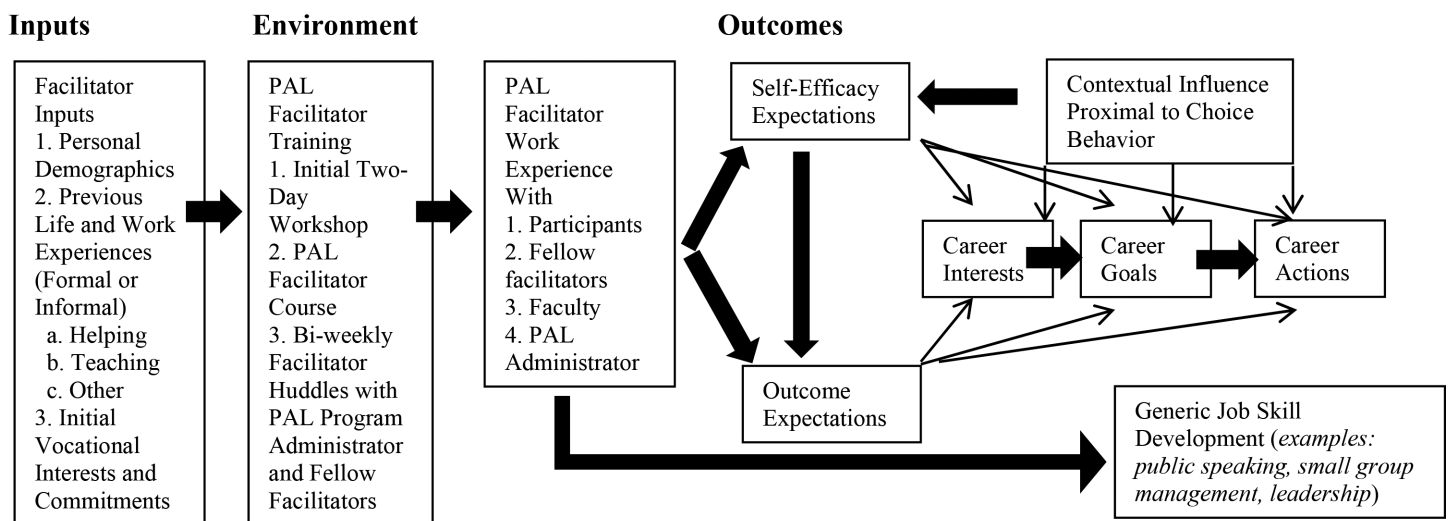 Inputs
Environment
Outcomes
Facilitator
Inputs
1. Personal
Demographics
2. Previous
Life and Work
Experiences
(Formal or
Informal)
a. Helping
b. Teaching
c. Other
3. Initial
Vocational
Interests and
Commitments
PAL
Facilitator
Training
1. Initial Two-
Day
Workshop
2. PAL
Facilitator
Course
3. Bi-weekly
Facilitator
Huddles with
PAL Program
Administrator
and Fellow
Facilitators
PAL
Facilitator
Work
Experience
With
1. Participants
2. Fellow
facilitators
3. Faculty
4. PAL
Administrator
Self-Efficacy
Expectations
Contextual Influence
Proximal to Choice
Behavior
Career
Interests
Career
Goals
Career
Actions
Outcome
Expectations
Generic Job Skill
Development (examples:
public speaking, small group
management, leadership)